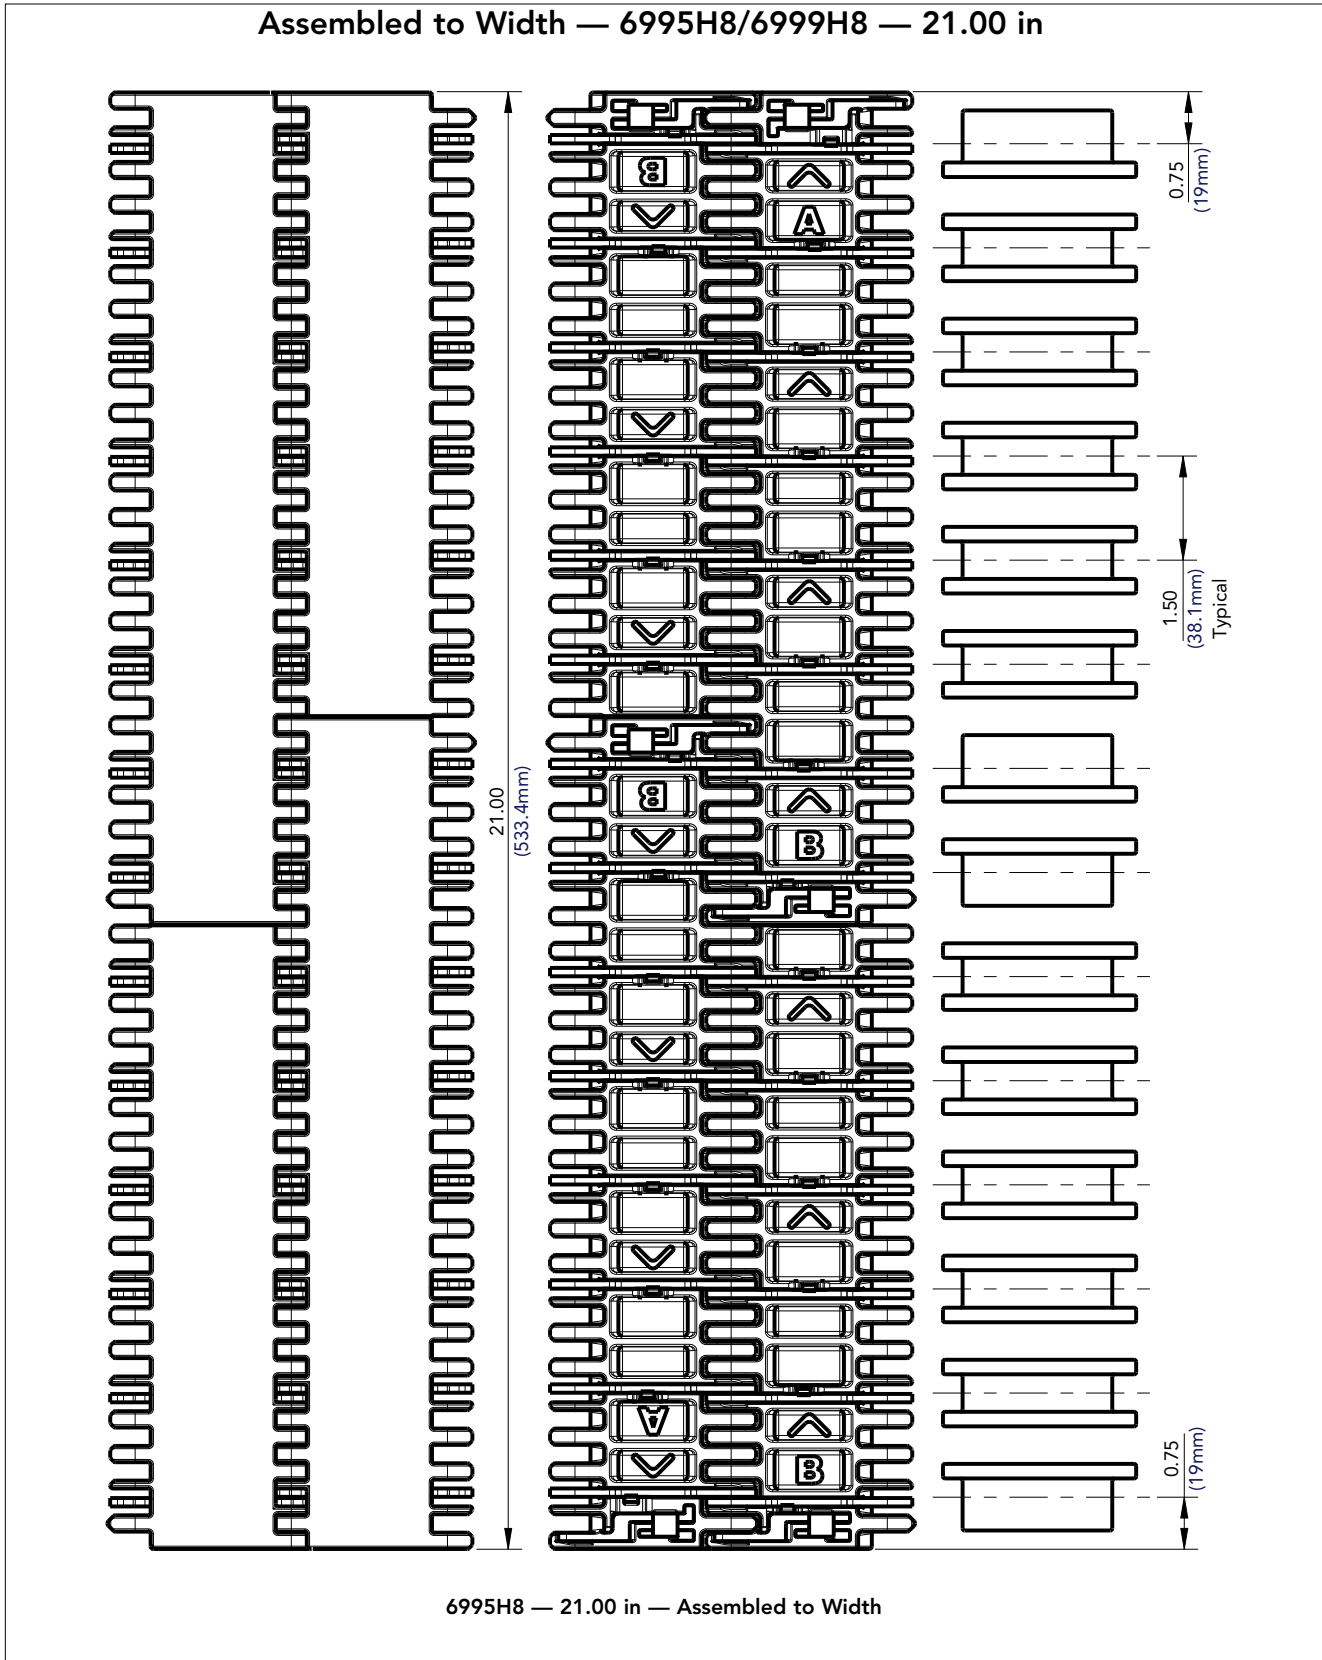 Assembled to Width — 6995H8/6999H8 — 21.00 in
0.75
(19mm)
B
A
1.50
(38.1mm)
Typical
21.00
(533.4mm)
B
B
A
B
0.75
(19mm)
6995H8 — 21.00 in — Assembled to Width